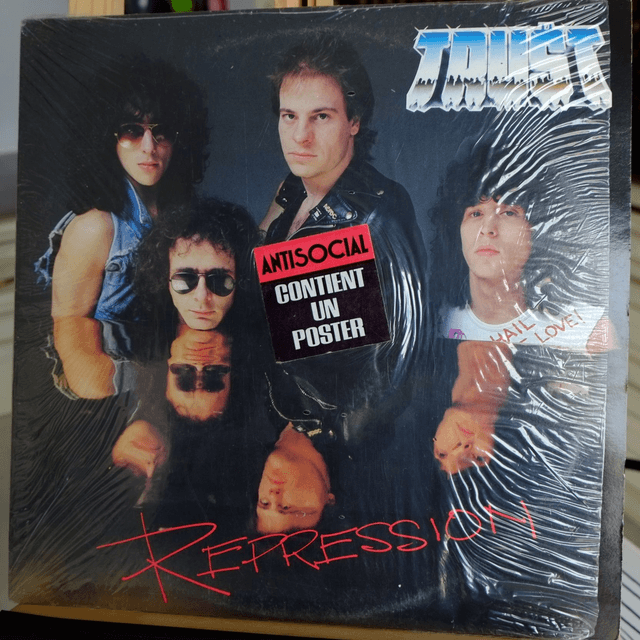 TRUST
ANTISOCIAL
CONTIENT
UN
POSTER
HAIL
LOVE!
REPRESSION